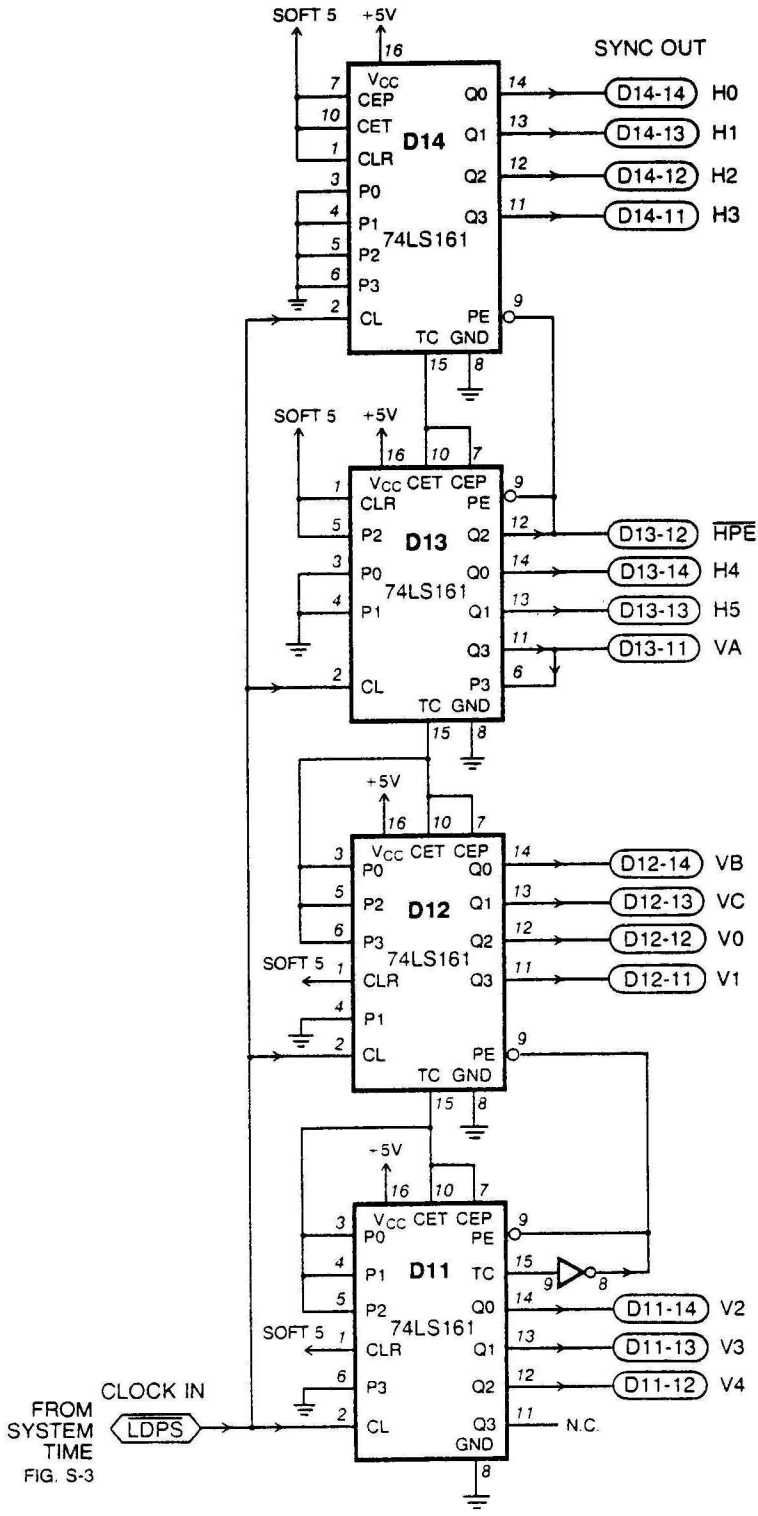 SOFT 5 +5V
16
SYNC OUT
7 VCC
CEP Q0 14 D14-14 H0
10 CET D14 Q1 13 D14-13 H1
1 CLR Q2 12 D14-12 H2
3 P0 Q3 11 D14-11 H3
4 P1 74LS161
5 P2
6 P3
2 CL PE 9
TC GND
15 8
SOFT 5 +5V
16 10 7
VCC CET CEP
1 CLR PE 9
5 P2 D13 Q2 12 D13-12 HPE
3 P0 74LS161 Q0 14 D13-14 H4
4 P1 Q1 13 D13-13 H5
Q3 11 D13-11 VA
2 CL P3 6
TC GND
15 8
+5V
16 10 7
VCC CET CEP
3 P0 Q0 14 D12-14 VB
5 P2 D12 Q1 13 D12-13 VC
6 P3 74LS161 Q2 12 D12-12 V0
SOFT 5 1 CLR Q3 11 D12-11 V1
4 P1
2 CL PE 9
TC GND
15 8
+5V
16 10 7
VCC CET CEP
3 P0 PE 9
4 P1 D11 TC 15 9 8
5 P2 Q0 14 D11-14 V2
SOFT 5 1 CLR 74LS161 Q1 13 D11-13 V3
6 P3 Q2 12 D11-12 V4
2 CL Q3 11 N.C.
GND
8
CLOCK IN
FROM
SYSTEM
TIME
FIG. S-3
LDPS